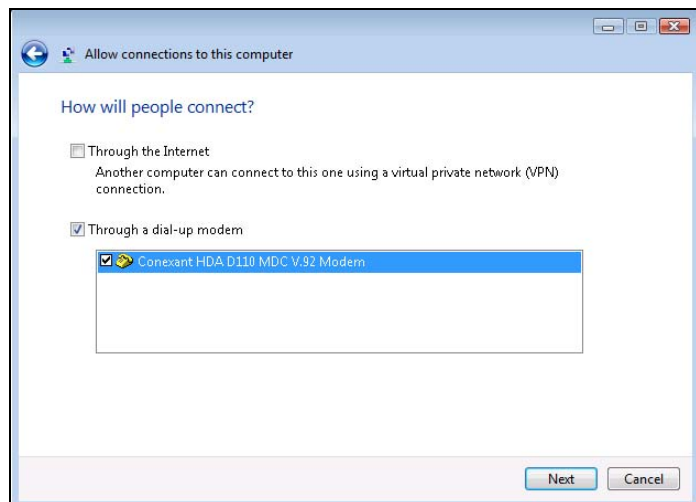 Allow connections to this computer
How will people connect?
Through the Internet
Another computer can connect to this one using a virtual private network (VPN)
connection.
Through a dial-up modem
Conexant HDA D110 MDC V.92 Modem
Next Cancel